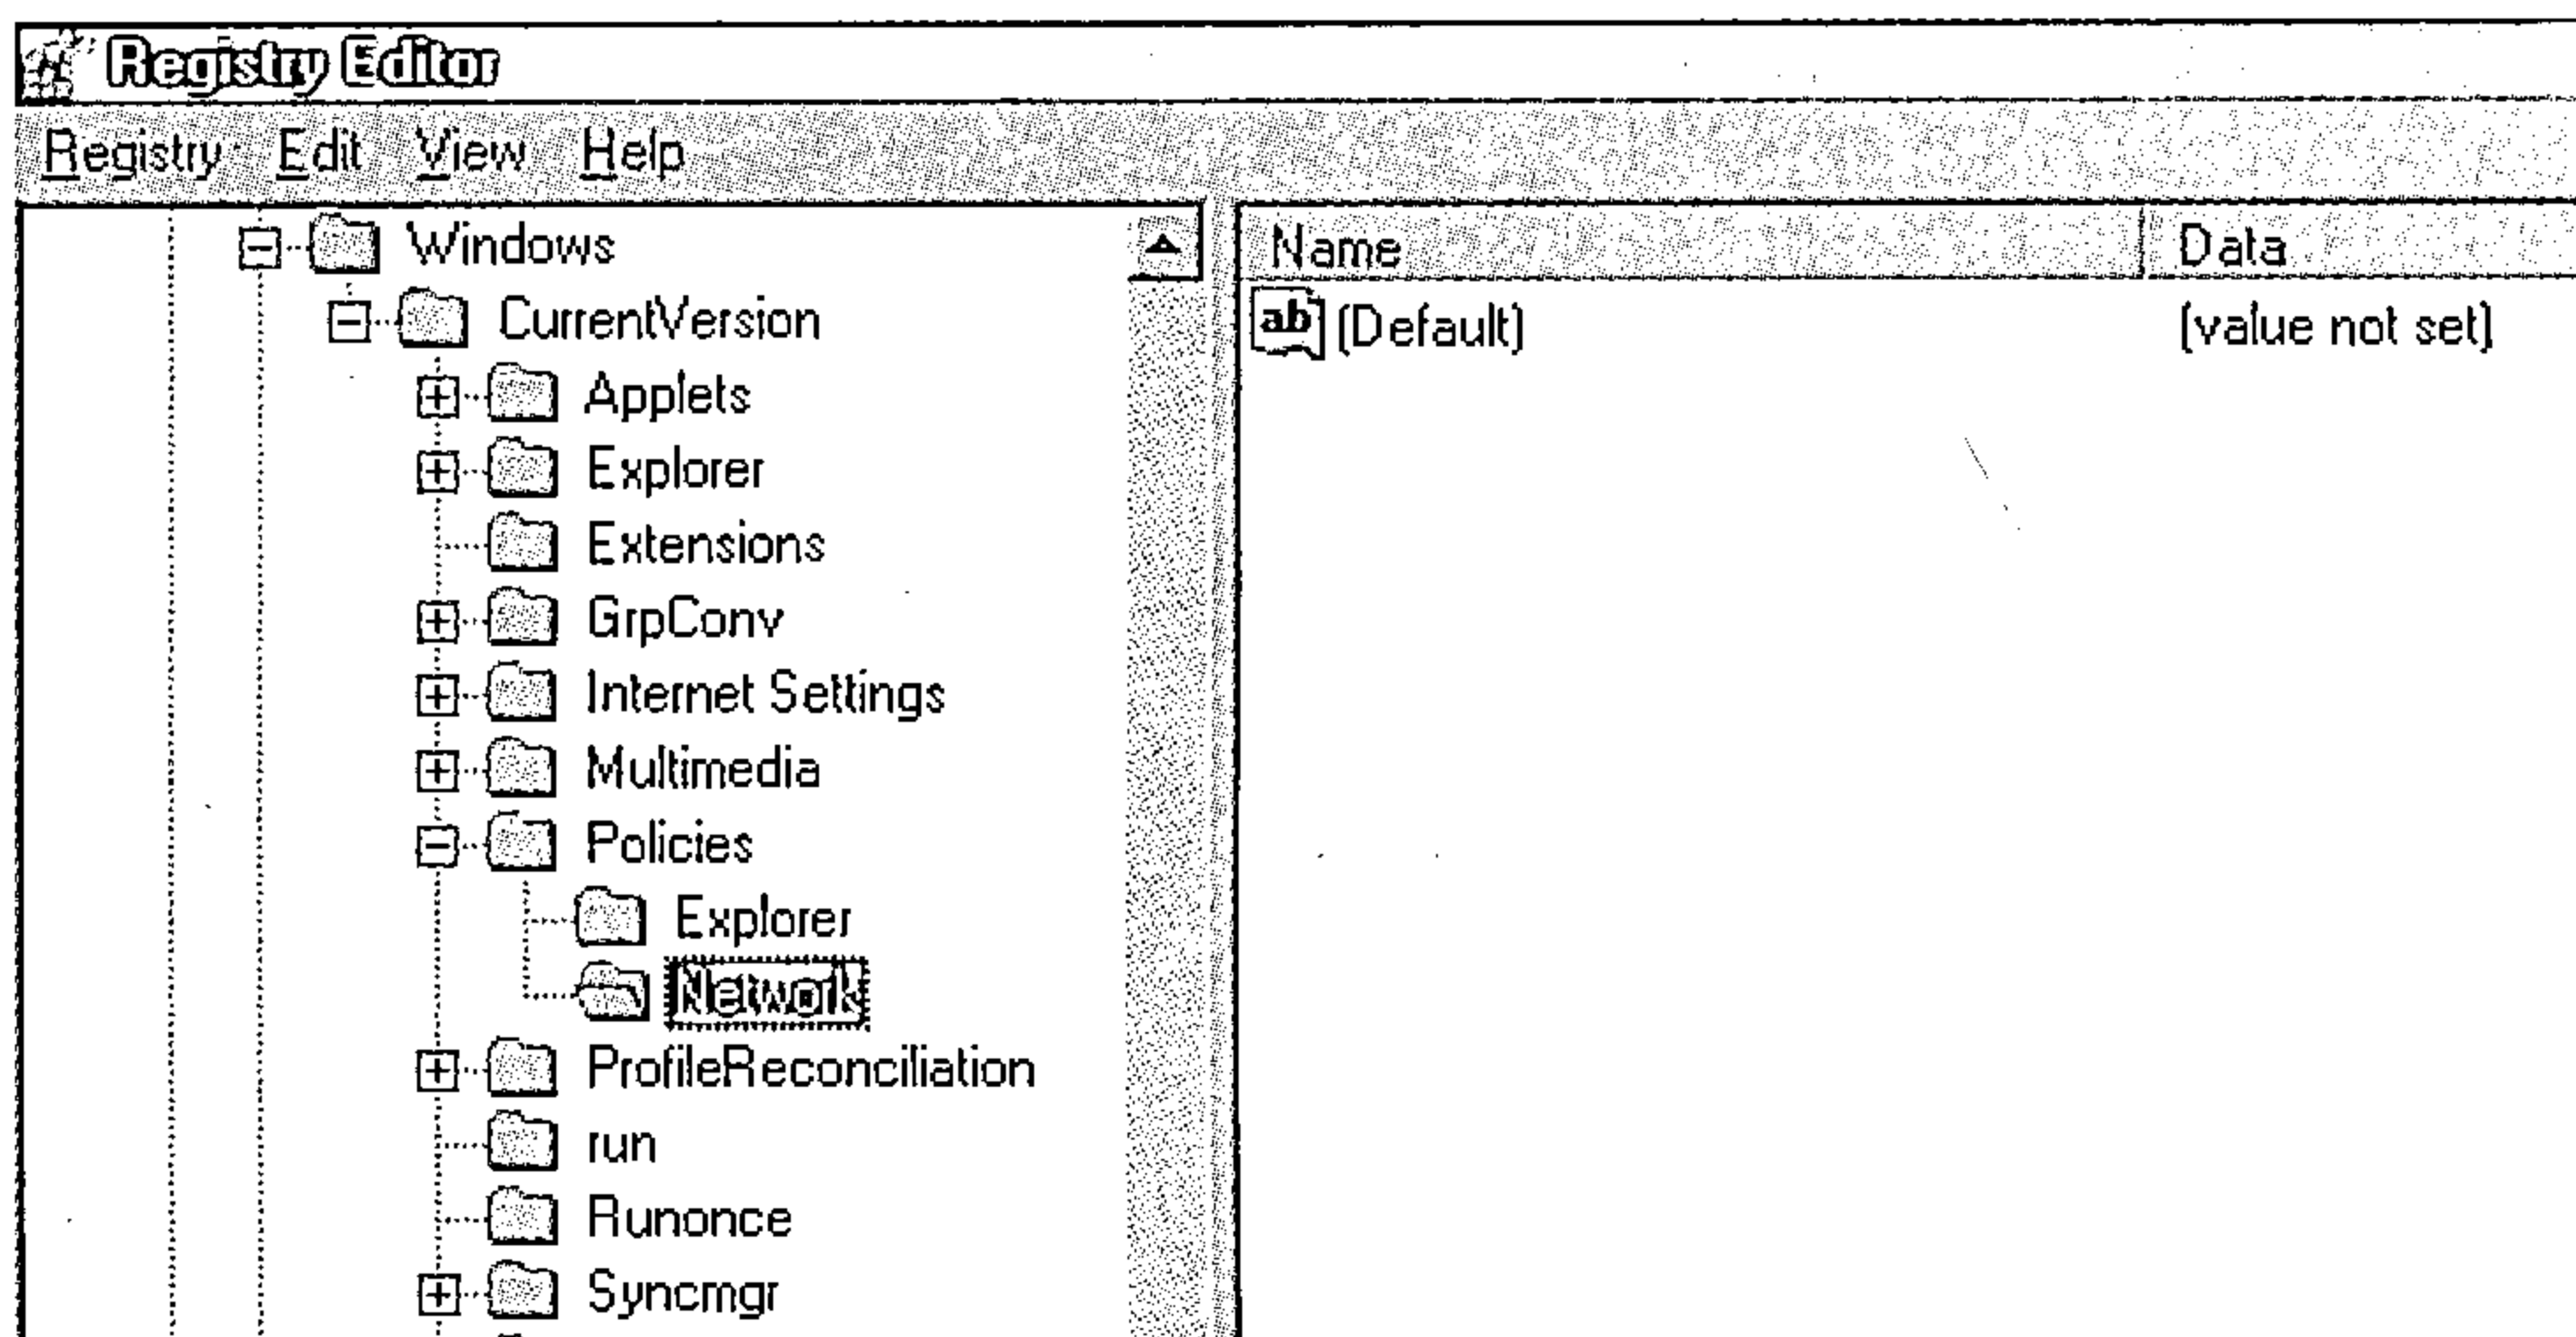 Registry Editor
Registry Edit View Help
Windows
CurrentVersion
Applets
Explorer
Extensions
GrpConv
Internet Settings
Multimedia
Policies
Explorer
Network
ProfileReconciliation
run
Runonce
Syncmgr
Name Data
ab (Default) (value not set)